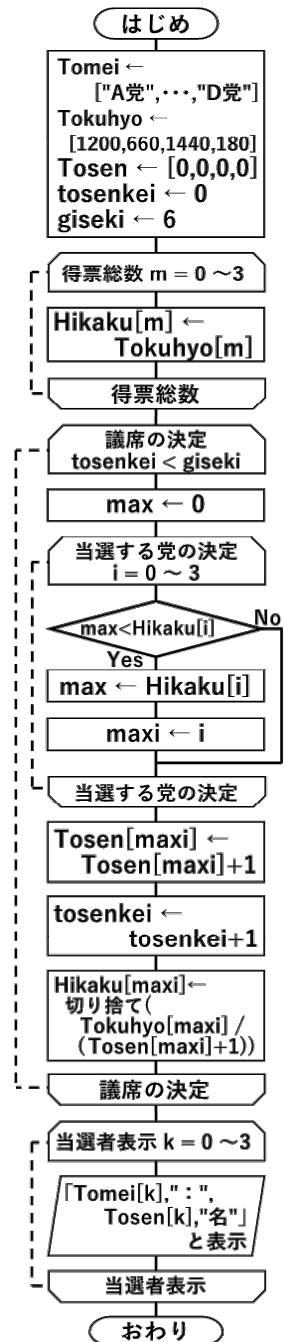 はじめ
Tomei ←
["A党",･･･,"D党"]
Tokuhyo ←
[1200,660,1440,180]
Tosen ← [0,0,0,0]
tosenkei ← 0
giseki ← 6
得票総数 m = 0 ～3
Hikaku[m] ←
Tokuhyo[m]
得票総数
議席の決定
tosenkei < giseki
max ← 0
当選する党の決定
i = 0 ～ 3
max<Hikaku[i]
No
Yes
max ← Hikaku[i]
maxi ← i
当選する党の決定
Tosen[maxi] ←
Tosen[maxi]+1
tosenkei ←
tosenkei+1
Hikaku[maxi]←
切り捨て(
Tokuhyo[maxi] /
(Tosen[maxi]+1))
議席の決定
当選者表示 k = 0 ～3
「Tomei[k],"：",
Tosen[k],"名"」
と表示
当選者表示
おわり